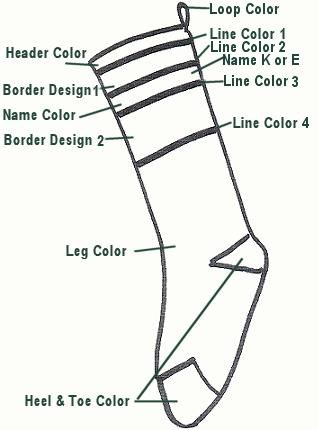 Loop Color
Line Color 1
Header Color
Line Color 2
Name K or E
Line Color 3
Border Design1
Name Color
Line Color 4
Border Design 2
Leg Color
Heel & Toe Color